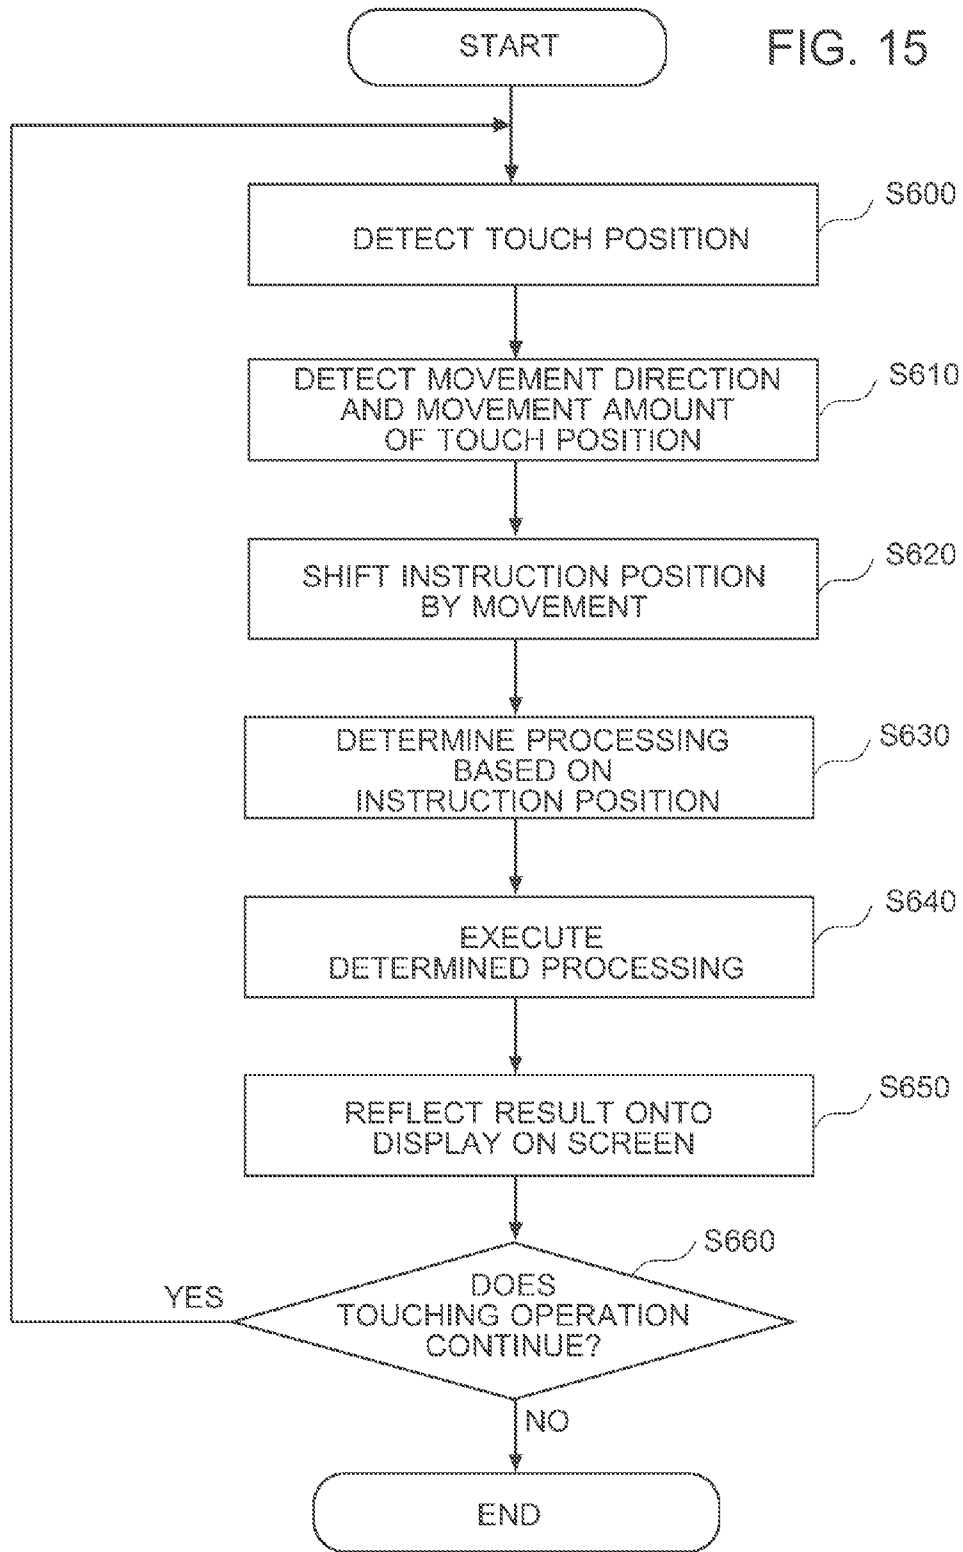 START
FIG. 15
S600
DETECT TOUCH POSITION
S610
DETECT MOVEMENT DIRECTION
AND MOVEMENT AMOUNT
OF TOUCH POSITION
S620
SHIFT INSTRUCTION POSITION
BY MOVEMENT
S630
DETERMINE PROCESSING
BASED ON
INSTRUCTION POSITION
S640
EXECUTE
DETERMINED PROCESSING
S650
REFLECT RESULT ONTO
DISPLAY ON SCREEN
S660
YES
DOES
TOUCHING OPERATION
CONTINUE?
NO
END